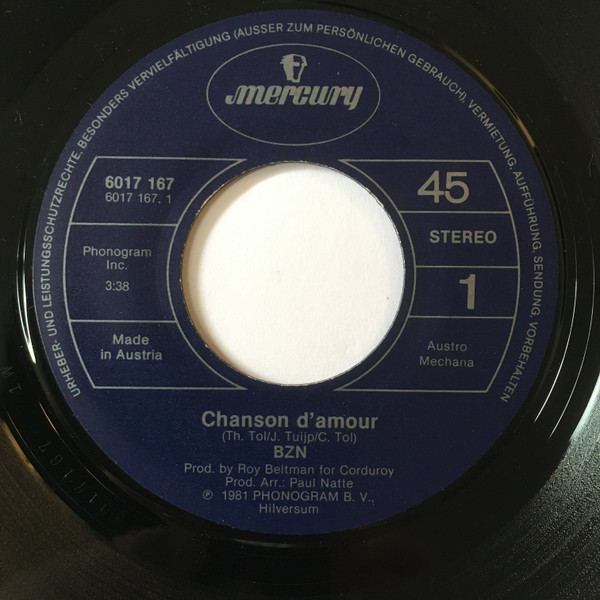 URHEBER- UND LEISTUNGSSCHUTZRECHTE, BESONDERS VERVIELFÄLTIGUNG (AUSSER ZUM PERSÖNLICHEN GEBRAUCH), VERMIETUNG, AUFFÜHRUNG, SENDUNG, VORBEHALTEN
mercury
6017 167
6017 167. 1
Phonogram
Inc.
3:38
Made
in Austria
45
STEREO
1
Austro
Mechana
Chanson d'amour
(Th. Tol/J. Tuijp/C. Tol)
BZN
Prod. by Roy Beltman for Corduroy
Prod. Arr.: Paul Natte
℗ 1981 PHONOGRAM B. V.,
Hilversum